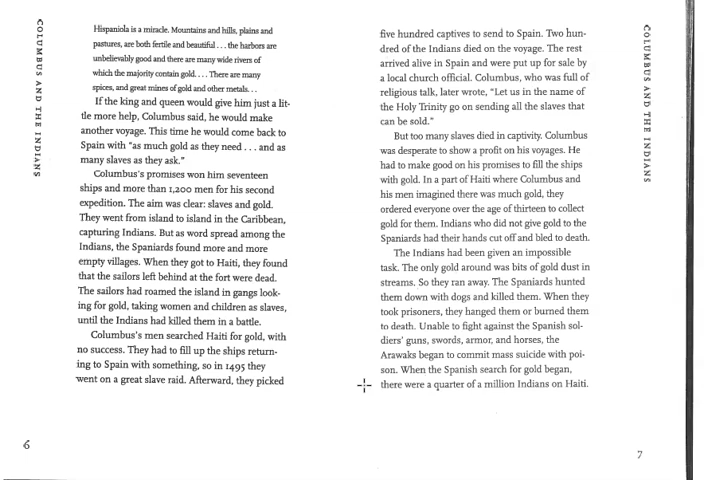 COLUMBUS AND THE INDIANS
Hispaniola is a miracle. Mountains and hills, plains and
pastures, are both fertile and beautiful . . . the harbors are
unbelievably good and there are many wide rivers of
which the majority contain gold. . . . There are many
spices, and great mines of gold and other metals. . .
If the king and queen would give him just a lit-
tle more help, Columbus said, he would make
another voyage. This time he would come back to
Spain with "as much gold as they need . . . and as
many slaves as they ask."
Columbus's promises won him seventeen
ships and more than 1,200 men for his second
expedition. The aim was clear: slaves and gold.
They went from island to island in the Caribbean,
capturing Indians. But as word spread among the
Indians, the Spaniards found more and more
empty villages. When they got to Haiti, they found
that the sailors left behind at the fort were dead.
The sailors had roamed the island in gangs look-
ing for gold, taking women and children as slaves,
until the Indians had killed them in a battle.
Columbus's men searched Haiti for gold, with
no success. They had to fill up the ships return-
ing to Spain with something, so in 1495 they
went on a great slave raid. Afterward, they picked
6
five hundred captives to send to Spain. Two hun-
dred of the Indians died on the voyage. The rest
arrived alive in Spain and were put up for sale by
a local church official. Columbus, who was full of
religious talk, later wrote, "Let us in the name of
the Holy Trinity go on sending all the slaves that
can be sold."
But too many slaves died in captivity. Columbus
was desperate to show a profit on his voyages. He
had to make good on his promises to fill the ships
with gold. In a part of Haiti where Columbus and
his men imagined there was much gold, they
ordered everyone over the age of thirteen to collect
gold for them. Indians who did not give gold to the
Spaniards had their hands cut off and bled to death.
The Indians had been given an impossible
task. The only gold around was bits of gold dust in
streams. So they ran away. The Spaniards hunted
them down with dogs and killed them. When they
took prisoners, they hanged them or burned them
to death. Unable to fight against the Spanish sol-
diers' guns, swords, armor, and horses, the
Arawaks began to commit mass suicide with poi-
son. When the Spanish search for gold began,
there were a quarter of a million Indians on Haiti.
COLUMBUS AND THE INDIANS
7